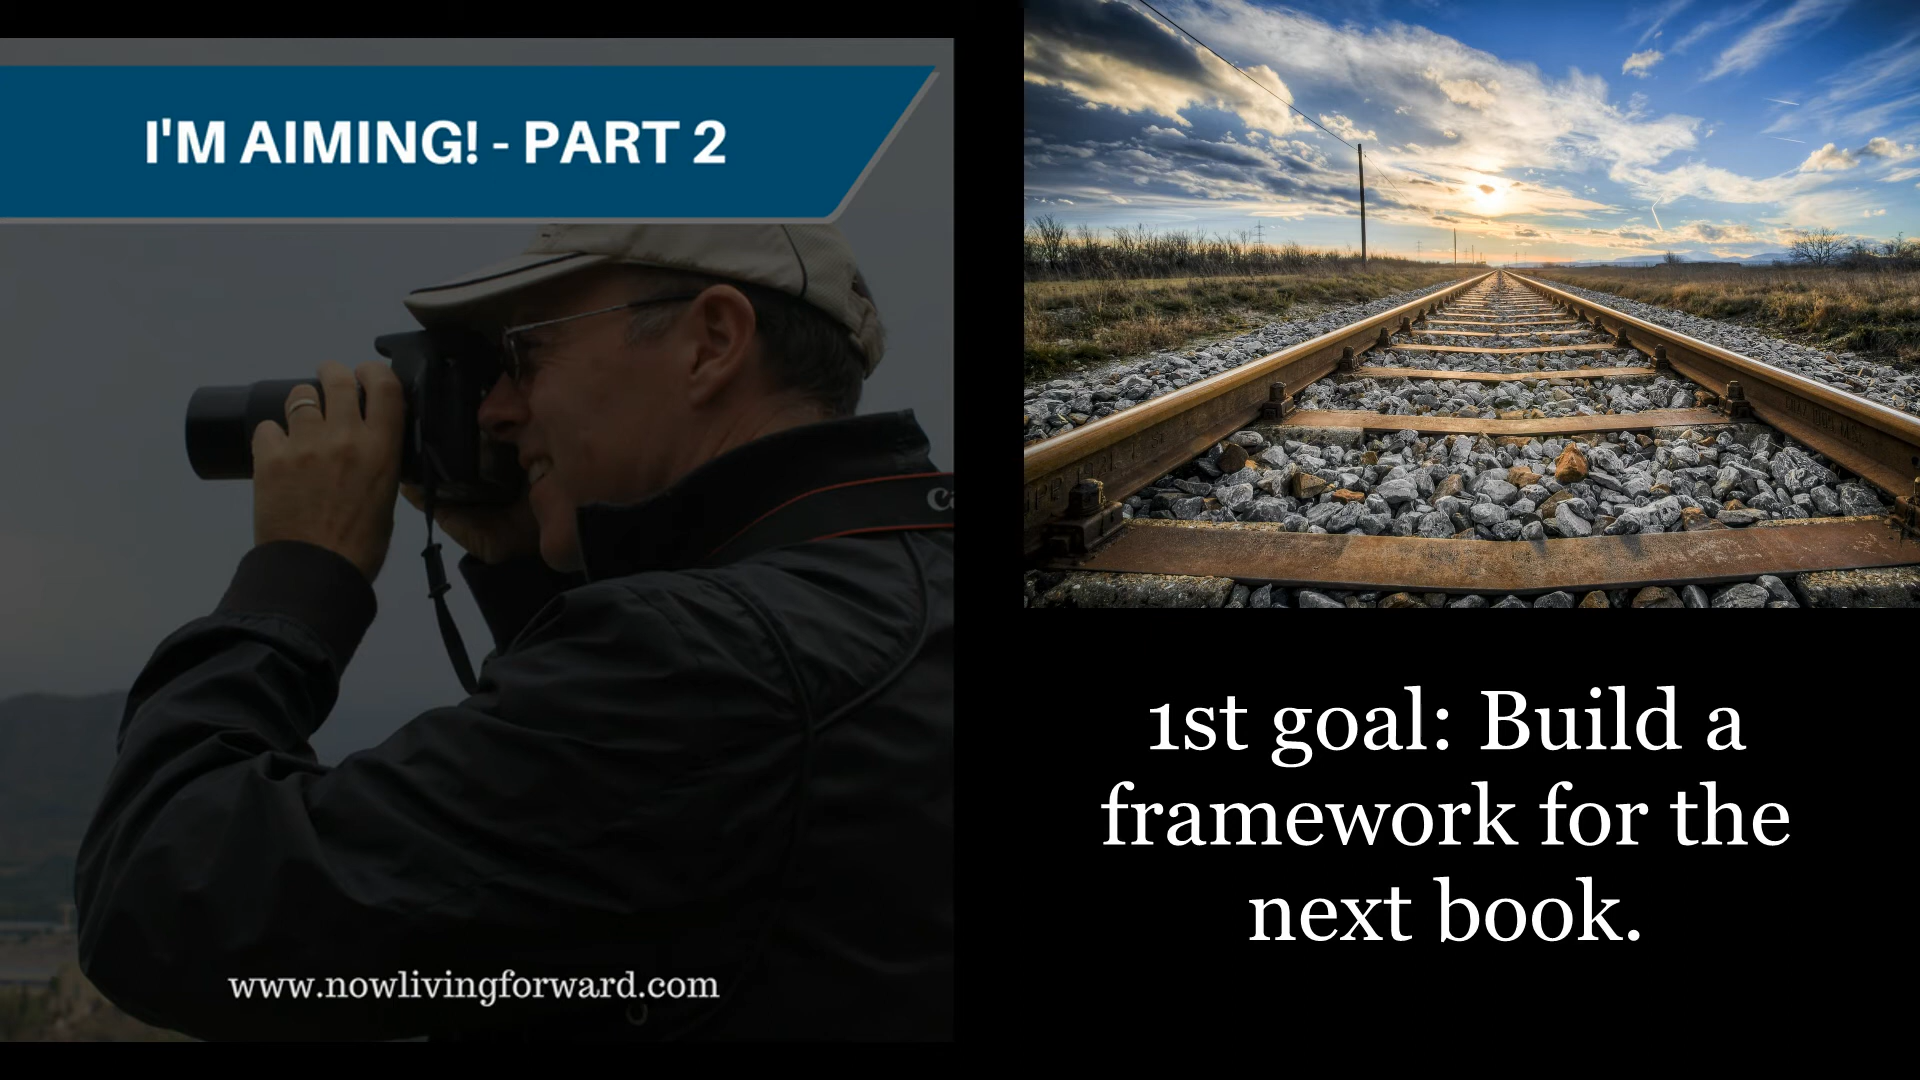 I'M AIMING! - PART 2
www.nowlivingforward.com
1st goal: Build a
framework for the
next book.